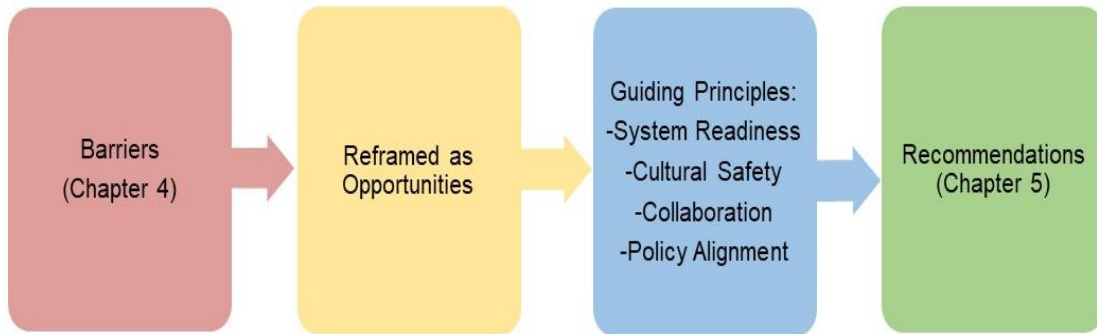 Barriers
(Chapter 4)
Reframed as
Opportunities
Guiding Principles:
-System Readiness
-Cultural Safety
-Collaboration
-Policy Alignment
Recommendations
(Chapter 5)